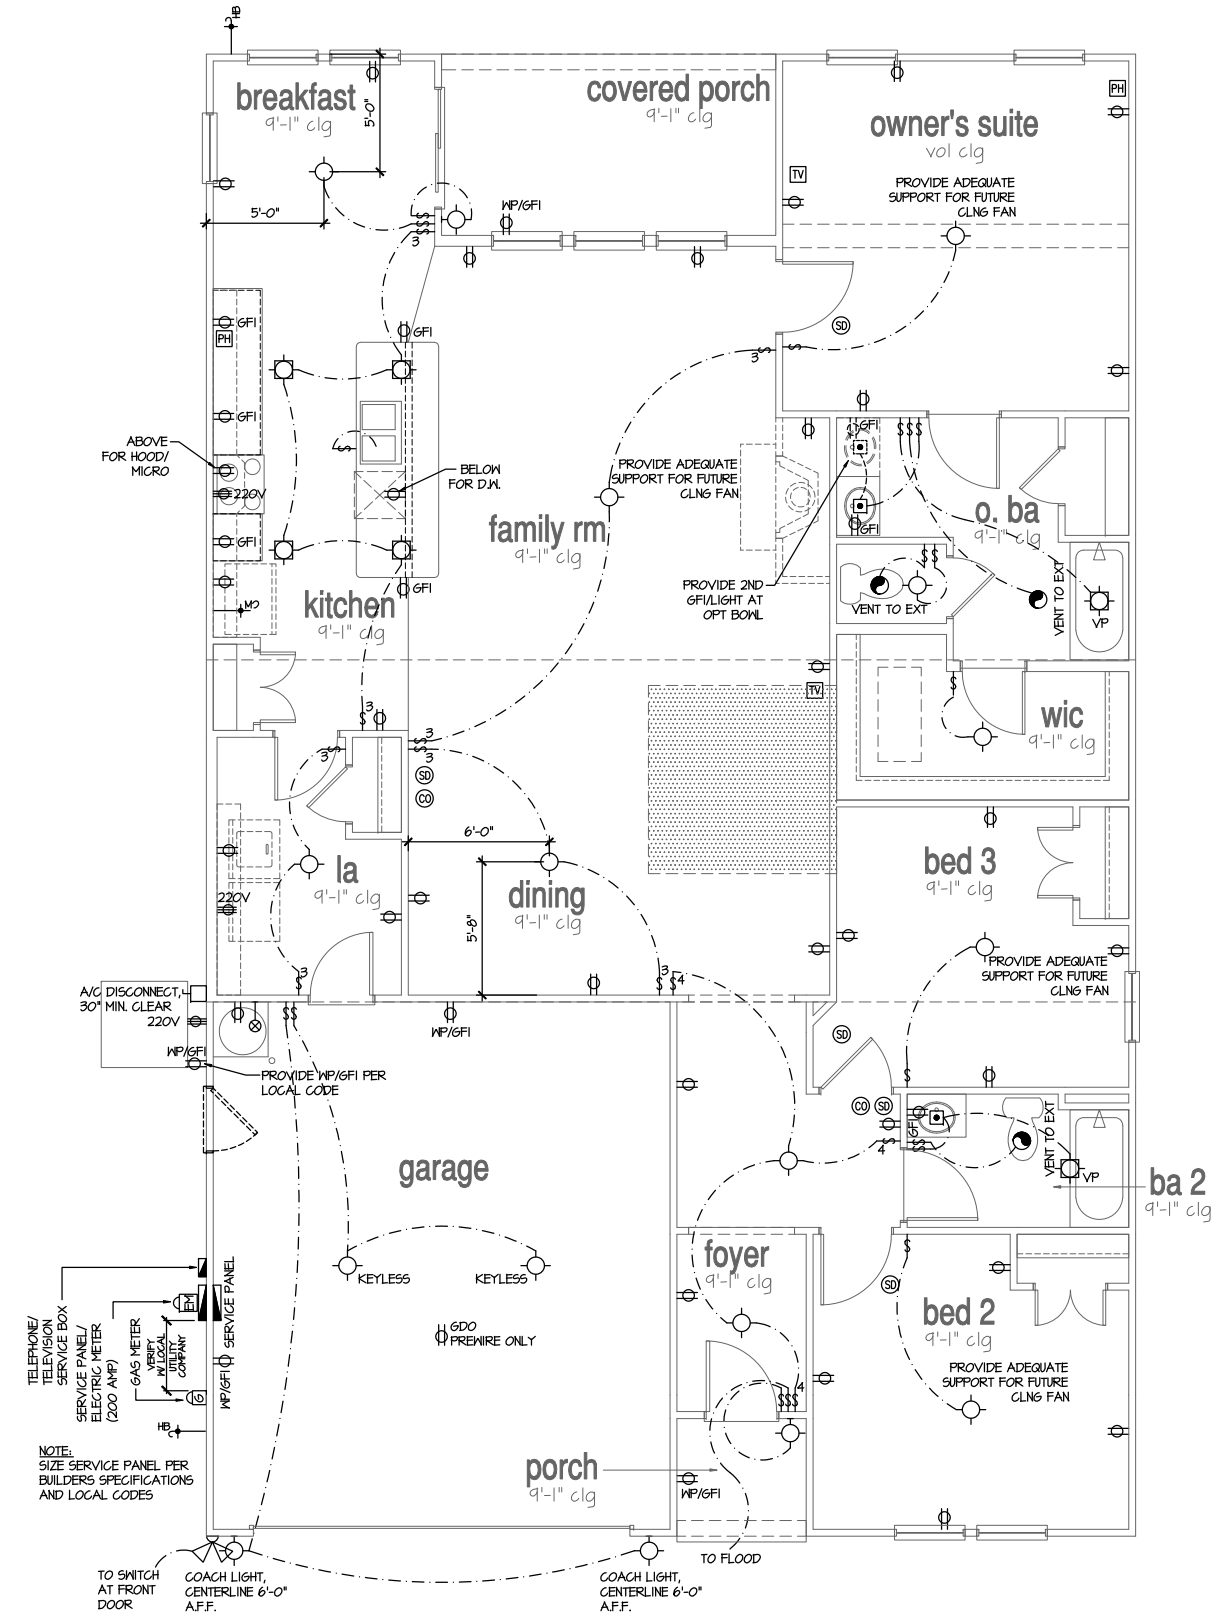 HB
breakfast
9'-1" clg
5'-0"
5'-0"
covered porch
9'-1" clg
owner's suite
vol clg
PROVIDE ADEQUATE
SUPPORT FOR FUTURE
CLNG FAN
PH
TV
WP/GFI
3
GFI
PH
GFI
SD
3
GFI
GFI
ABOVE
FOR HOOD/
MICRO
220V
BELOW
FOR D.W.
PROVIDE ADEQUATE
SUPPORT FOR FUTURE
CLNG FAN
GFI
family rm
9'-1" clg
o. ba
9'-1" clg
GFI
GFI
kitchen
9'-1" clg
PROVIDE 2ND
GFI/LIGHT AT
OPT BOWL
VENT TO EXT
VENT TO EXT
VP
TV
wic
9'-1" clg
3
3
3
3
SD
CO
6'-0"
la
9'-1" clg
220V
dining
9'-1" clg
5'-8"
bed 3
9'-1" clg
PROVIDE ADEQUATE
SUPPORT FOR FUTURE
CLNG FAN
3
3
4
A/C DISCONNECT,
30" MIN. CLEAR
220V
WP/GFI
WP/GFI
SD
PROVIDE WP/GFI PER
LOCAL CODE
CO
SD
GFI
4
VENT TO EXT
VP
garage
ba 2
9'-1" clg
KEYLESS
KEYLESS
foyer
9'-1" clg
SD
bed 2
9'-1" clg
PROVIDE ADEQUATE
SUPPORT FOR FUTURE
CLNG FAN
GDO
PREWIRE ONLY
4
TELEPHONE/
TELEVISION
SERVICE BOX
SERVICE PANEL/
ELECTRIC METER
(200 AMP)
GAS METER
VERIFY
W/ LOCAL
UTILITY
COMPANY
EM
G
SERVICE PANEL
WP/GFI
HB
NOTE:
SIZE SERVICE PANEL PER
BUILDERS SPECIFICATIONS
AND LOCAL CODES
porch
9'-1" clg
WP/GFI
TO FLOOD
TO SWITCH
AT FRONT
DOOR
COACH LIGHT,
CENTERLINE 6'-0"
A.F.F.
COACH LIGHT,
CENTERLINE 6'-0"
A.F.F.